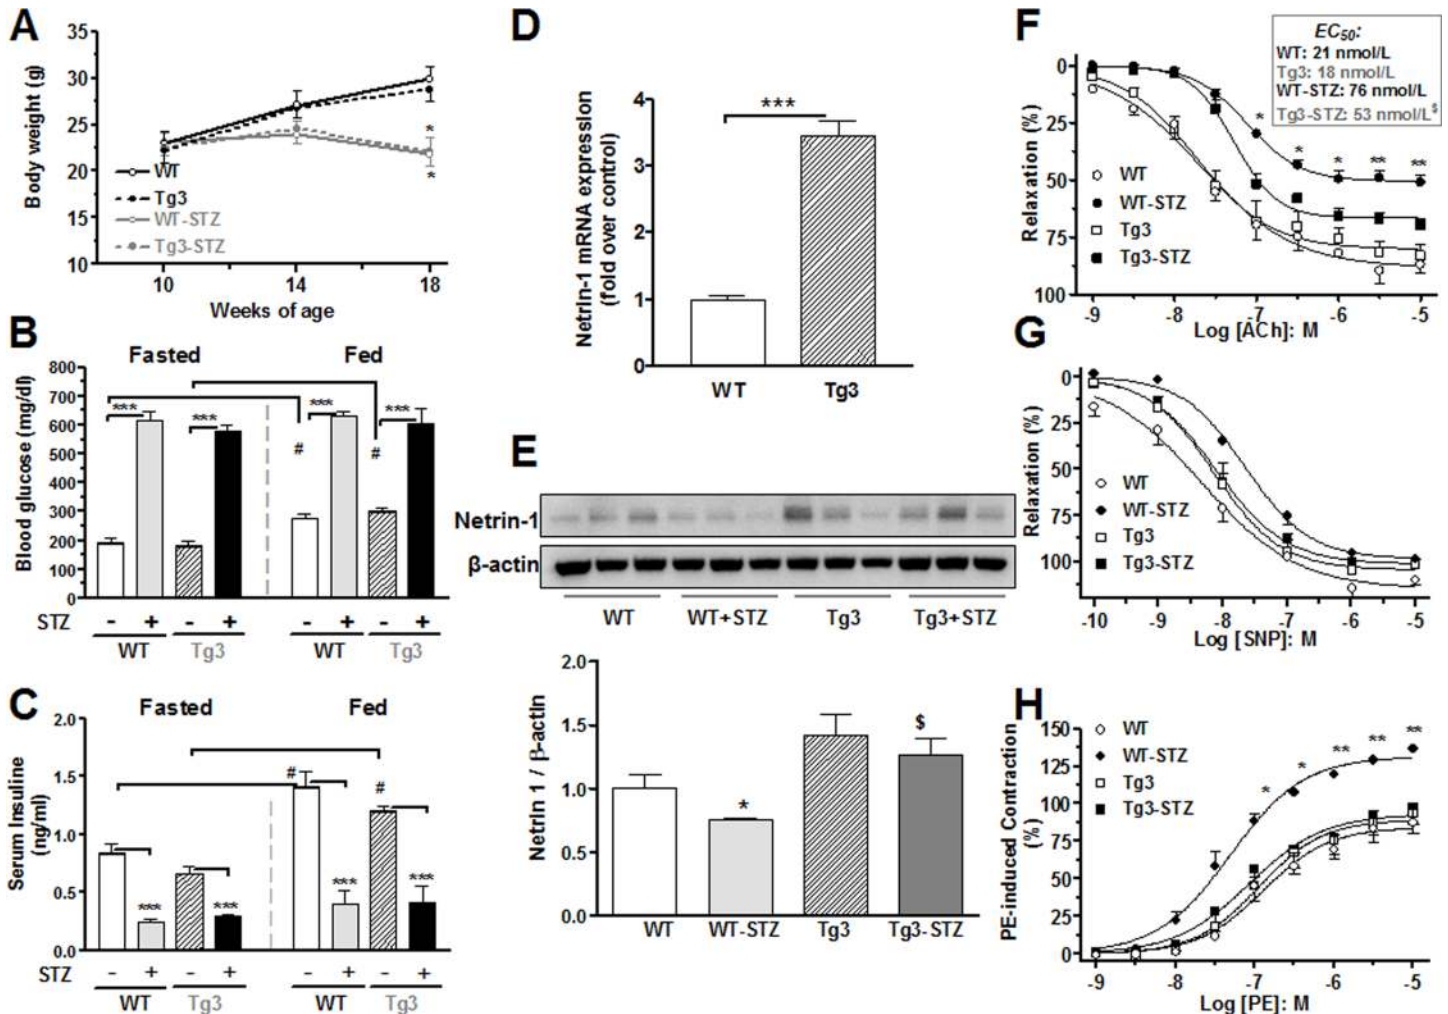 A
Body weight (g)
35
30
25
20
15
10
*
*
WT
Tg3
WT-STZ
Tg3-STZ
10
14
18
Weeks of age
B
Fasted
Fed
Blood glucose (mg/dl)
800
700
600
500
400
300
200
100
0
***
***
***
***
#
#
STZ
- + - + - + - +
WT
Tg3
WT
Tg3
C
Fasted
Fed
Serum Insuline
(ng/ml)
2.0
1.5
1.0
0.5
0.0
#
#
***
***
***
***
STZ
- + - + - + - +
WT
Tg3
WT
Tg3
D
Netrin-1 mRNA expression
(fold over control)
4
3
2
1
0
***
WT
Tg3
E
Netrin-1
β-actin
WT
WT+STZ
Tg3
Tg3+STZ
Netrin 1 / β-actin
2.0
1.5
1.0
0.5
0.0
*
$
WT
WT-STZ
Tg3
Tg3-STZ
F
EC50:
WT: 21 nmol/L
Tg3: 18 nmol/L
WT-STZ: 76 nmol/L
Tg3-STZ: 53 nmol/L$
Relaxation (%)
0
25
50
75
100
* * * ** **
WT
WT-STZ
Tg3
Tg3-STZ
-9 -8 -7 -6 -5
Log [ACh]: M
G
Relaxation (%)
0
25
50
75
100
WT
WT-STZ
Tg3
Tg3-STZ
-10 -9 -8 -7 -6 -5
Log [SNP]: M
H
PE-induced Contraction
(%)
150
125
100
75
50
25
0
WT
WT-STZ
Tg3
Tg3-STZ
* * ** ** **
-9 -8 -7 -6 -5
Log [PE]: M